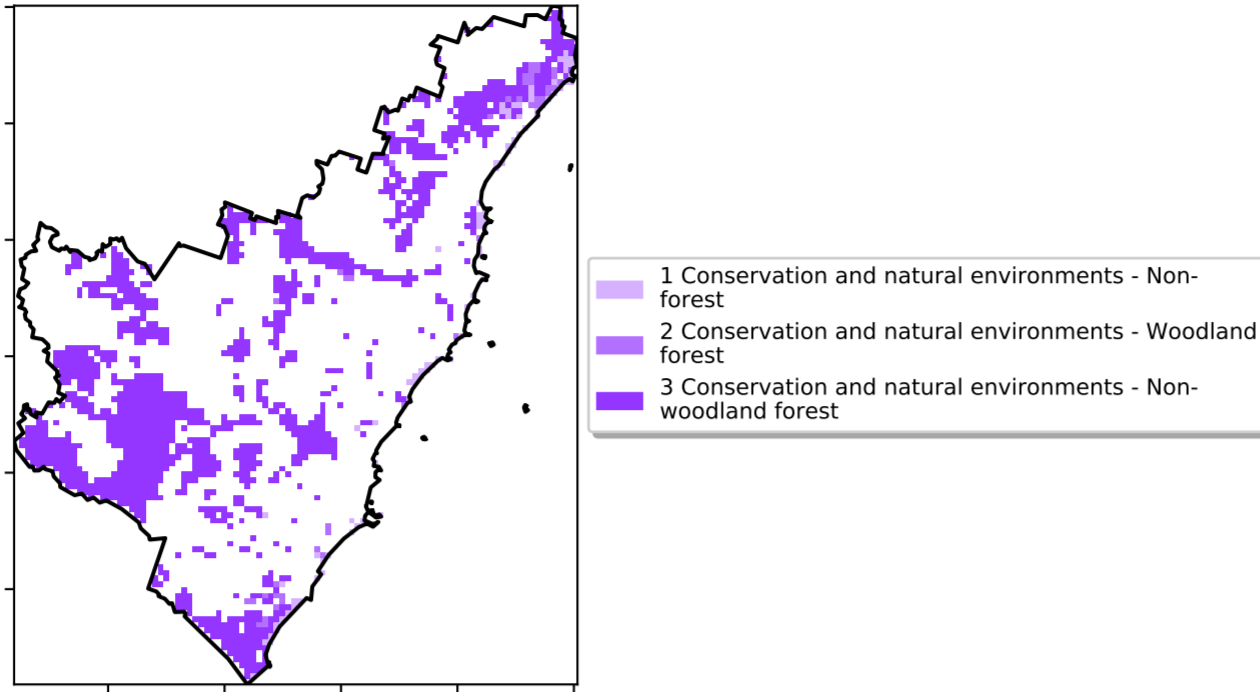 1 Conservation and natural environments - Non-
forest
2 Conservation and natural environments - Woodland
forest
3 Conservation and natural environments - Non-
woodland forest